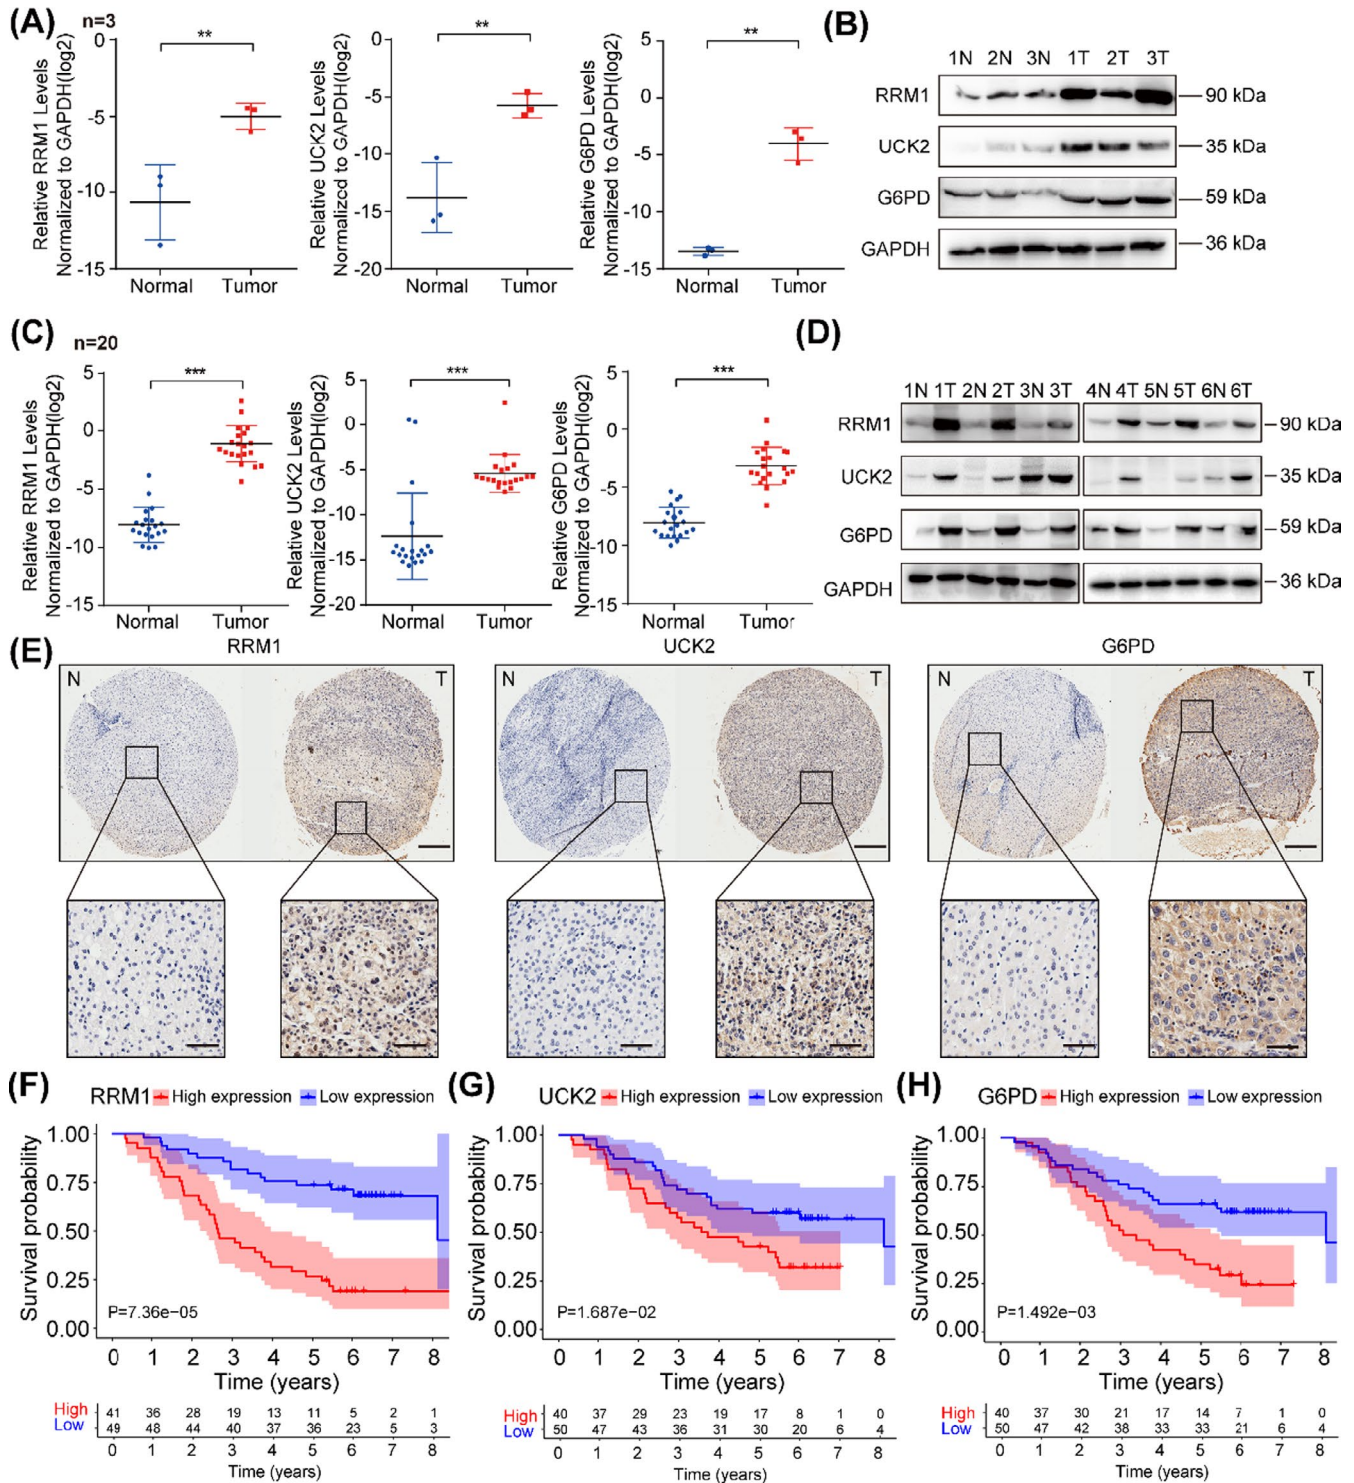 (A)
n=3
Relative RRM1 Levels
Normalized to GAPDH(log2)
0
-5
-10
-15
**
Normal Tumor
Relative UCK2 Levels
Normalized to GAPDH(log2)
0
-5
-10
-15
-20
**
Normal Tumor
Relative G6PD Levels
Normalized to GAPDH(log2)
5
0
-5
-10
-15
**
Normal Tumor
(B)
1N 2N 3N 1T 2T 3T
RRM1 90 kDa
UCK2 35 kDa
G6PD 59 kDa
GAPDH 36 kDa
(C)
n=20
Relative RRM1 Levels
Normalized to GAPDH(log2)
5
0
-5
-10
-15
***
Normal Tumor
Relative UCK2 Levels
Normalized to GAPDH(log2)
5
0
-5
-10
-15
-20
***
Normal Tumor
Relative G6PD Levels
Normalized to GAPDH(log2)
5
0
-5
-10
-15
***
Normal Tumor
(D)
1N 1T 2N 2T 3N 3T 4N 4T 5N 5T 6N 6T
RRM1 90 kDa
UCK2 35 kDa
G6PD 59 kDa
GAPDH 36 kDa
(E)
RRM1 UCK2 G6PD
N T N T N T
(F)
RRM1 High expression Low expression
Survival probability
1.00
0.75
0.50
0.25
0.00
P=7.36e−05
0 1 2 3 4 5 6 7 8
Time (years)
High 41 36 28 19 13 11 5 2 1
Low 49 48 44 40 37 36 23 5 3
0 1 2 3 4 5 6 7 8
Time (years)
(G)
UCK2 High expression Low expression
Survival probability
1.00
0.75
0.50
0.25
0.00
P=1.687e−02
0 1 2 3 4 5 6 7 8
Time (years)
High 40 37 29 23 19 17 8 1 0
Low 50 47 43 36 31 30 20 6 4
0 1 2 3 4 5 6 7 8
Time (years)
(H)
G6PD High expression Low expression
Survival probability
1.00
0.75
0.50
0.25
0.00
P=1.492e−03
0 1 2 3 4 5 6 7 8
Time (years)
High 40 37 30 21 17 14 7 1 0
Low 50 47 42 38 33 33 21 6 4
0 1 2 3 4 5 6 7 8
Time (years)